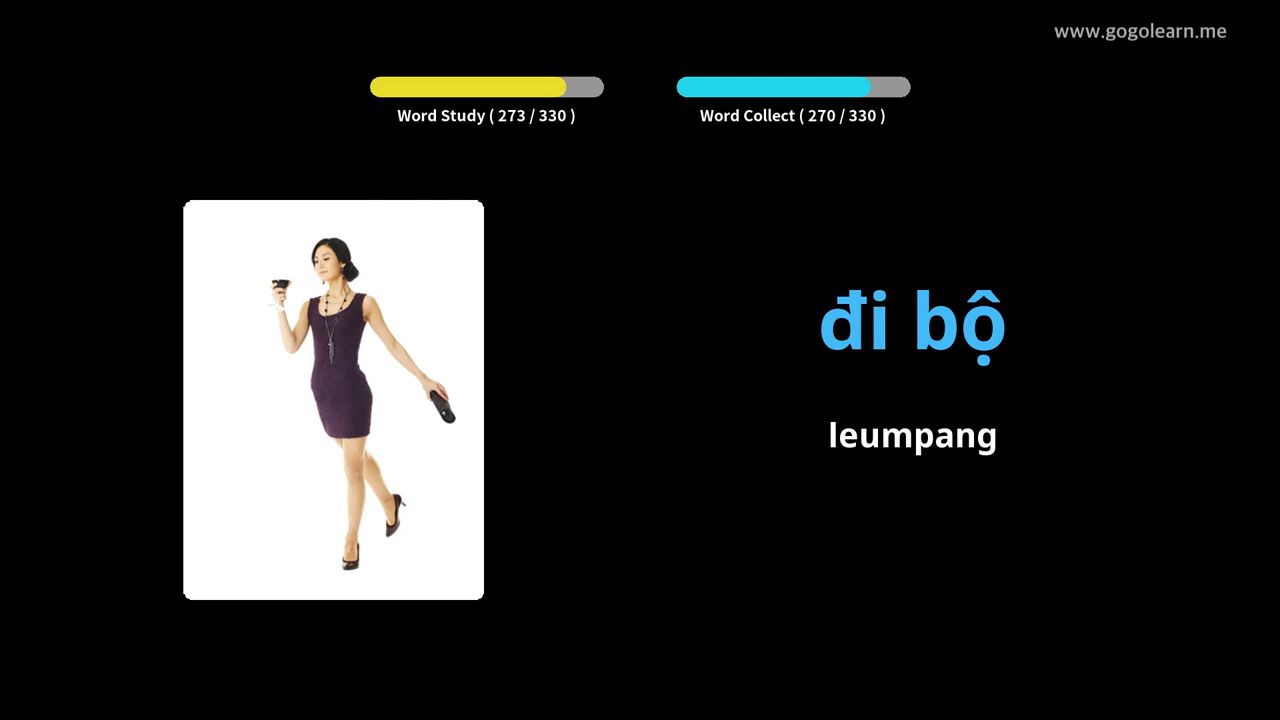 www.gogolearn.me
Word Study ( 273 / 330 )
Word Collect ( 270 / 330 )
đi bộ
leumpang